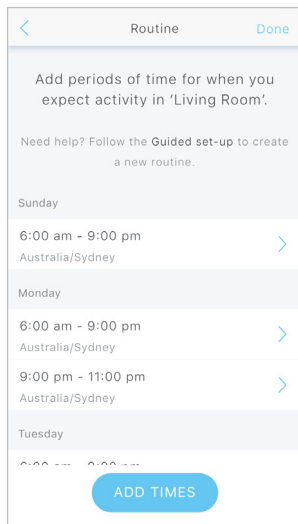 Routine
Done
Add periods of time for when you
expect activity in ‘Living Room’.
Need help? Follow the Guided set-up to create
a new routine.
Sunday
6:00 am - 9:00 pm
Australia/Sydney
Monday
6:00 am - 9:00 pm
Australia/Sydney
9:00 pm - 11:00 pm
Australia/Sydney
Tuesday
ADD TIMES